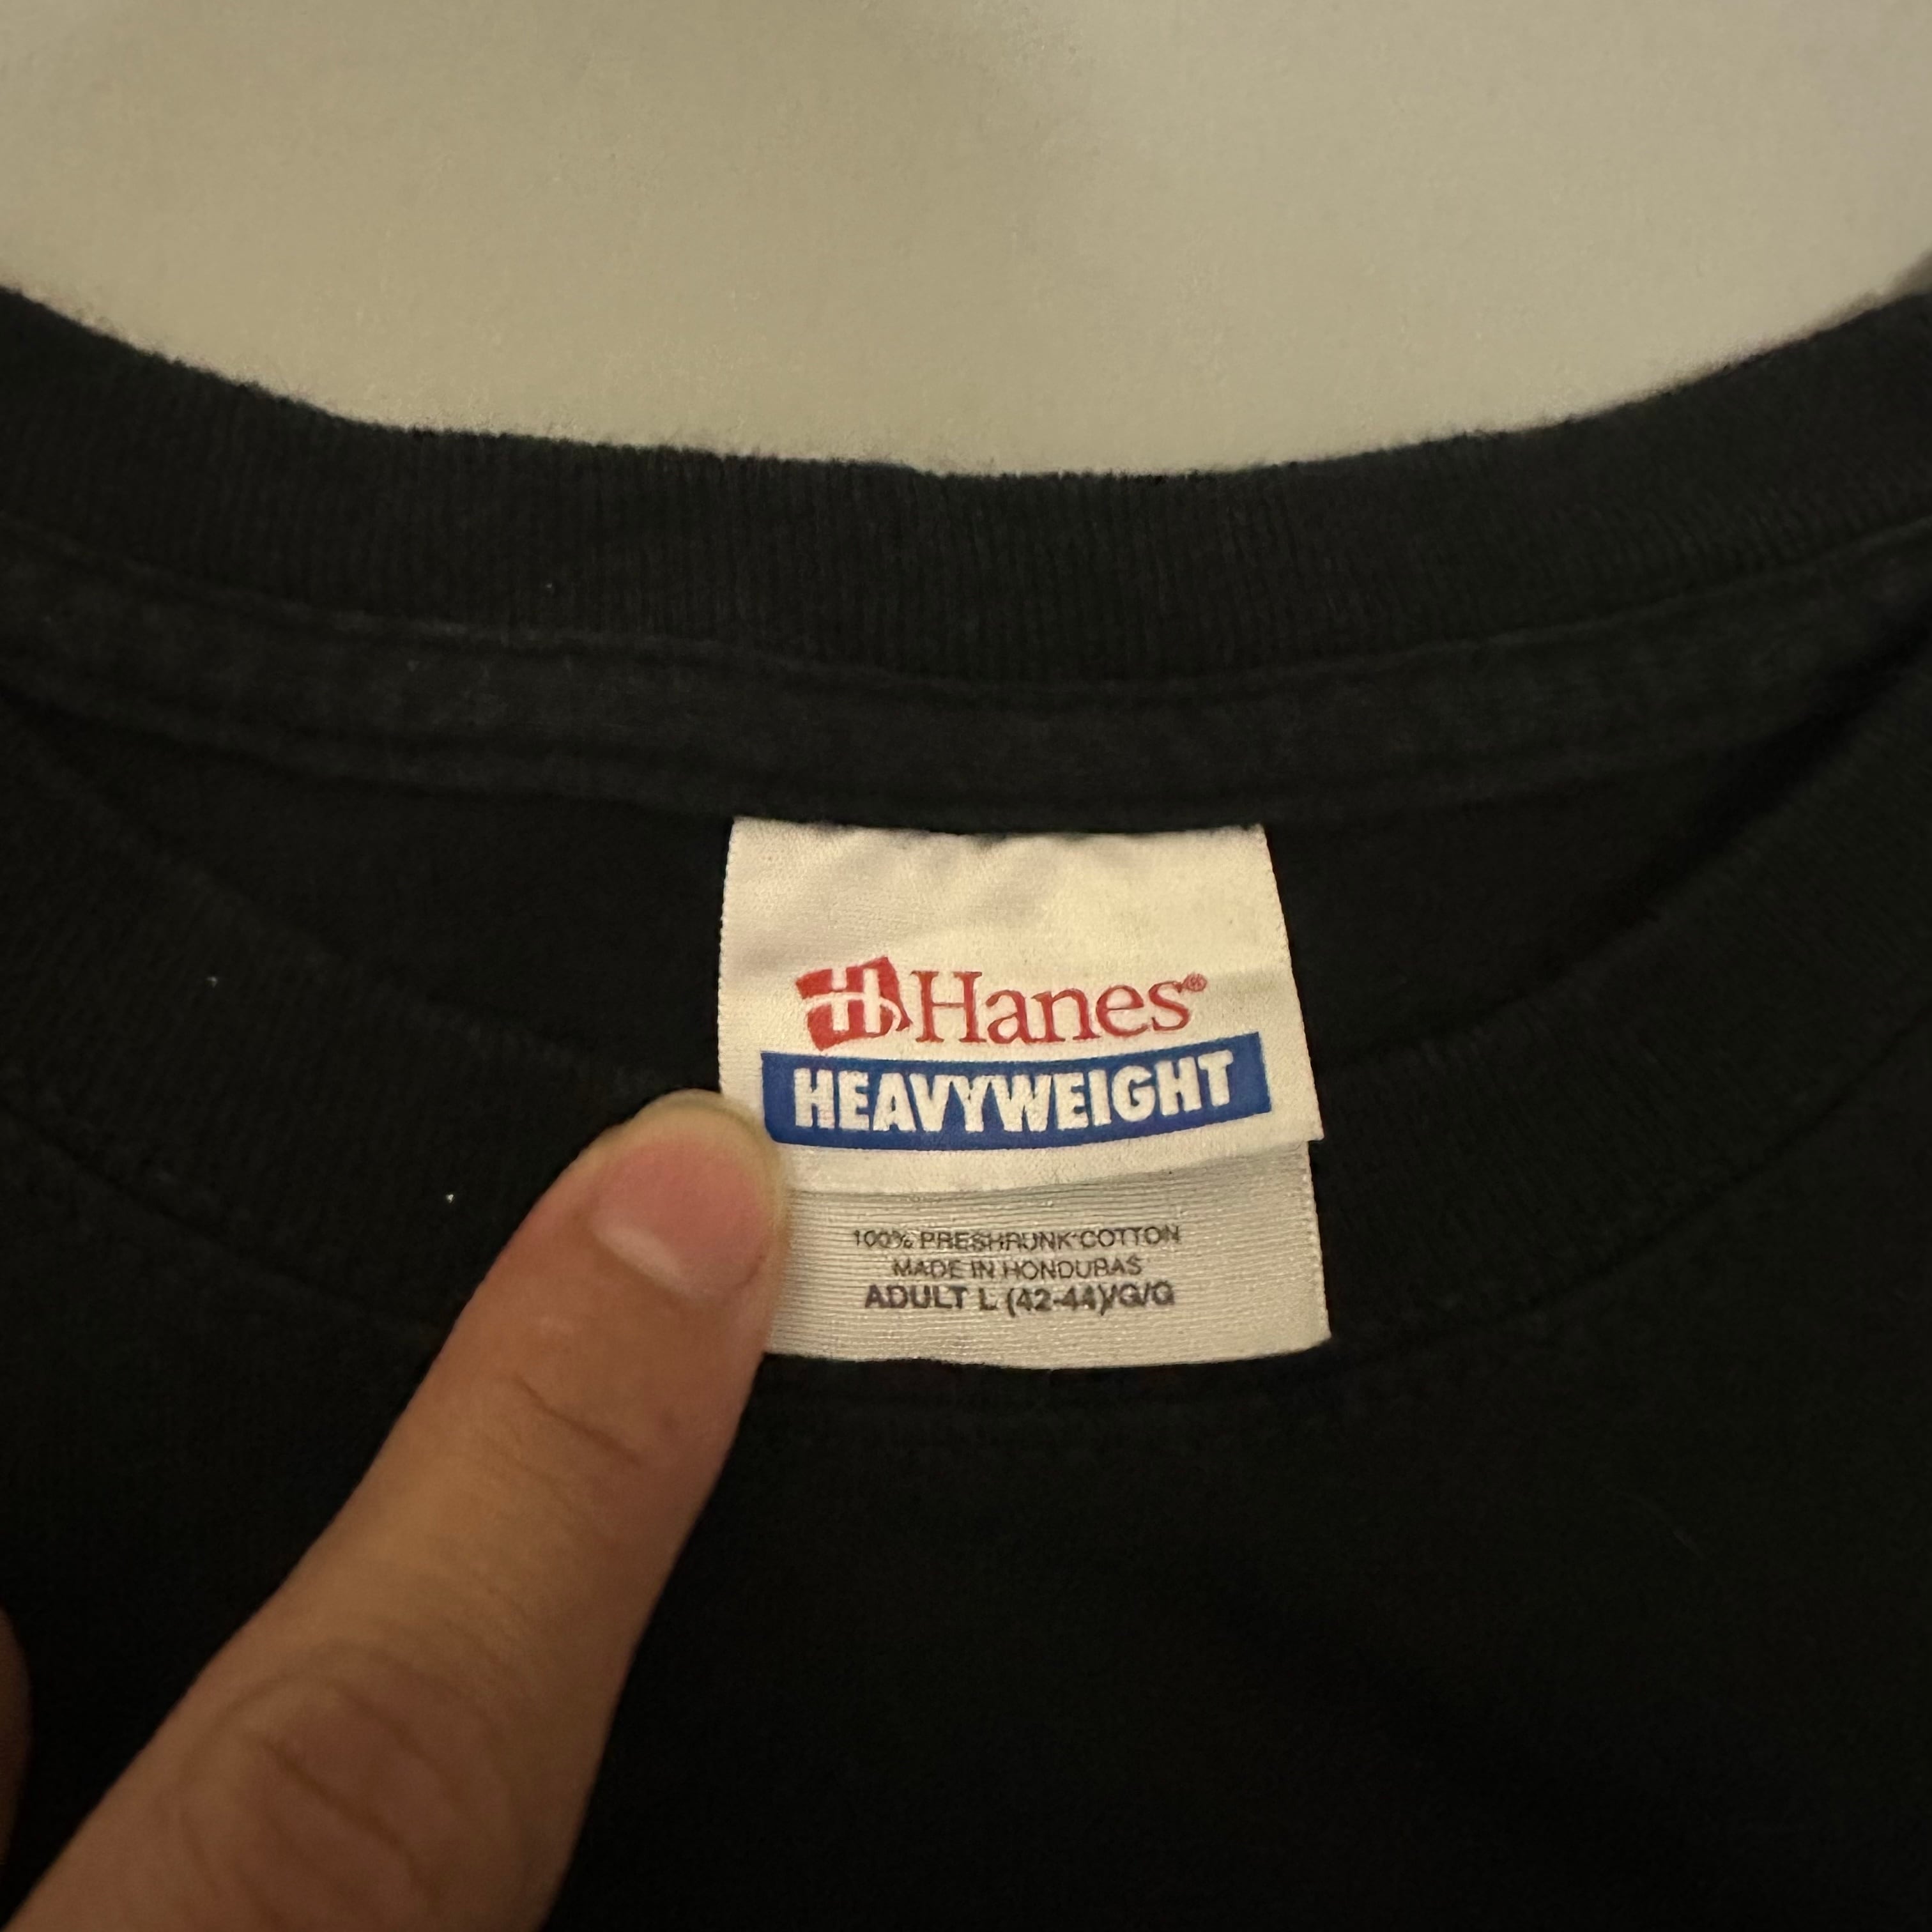 Hanes®
HEAVYWEIGHT
100% PRESHRUNK COTTON
MADE IN HONDURAS
ADULT L (42-44)/G/G